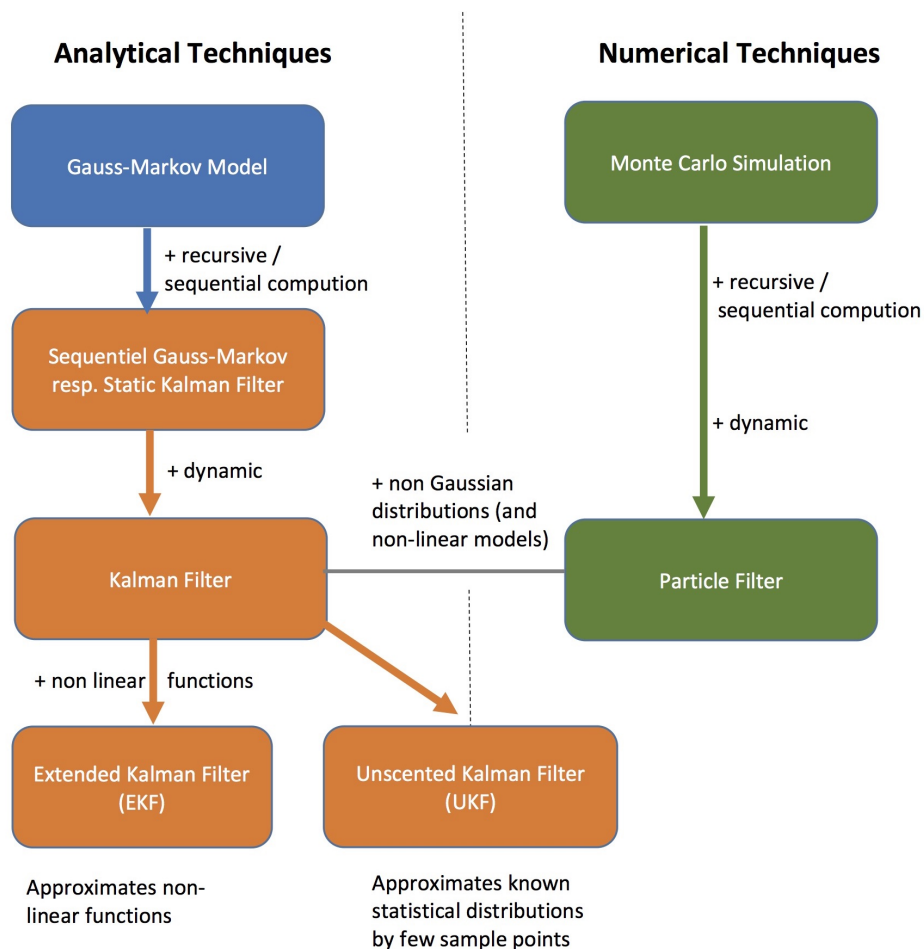 Analytical Techniques
Numerical Techniques
Gauss-Markov Model
Monte Carlo Simulation
+ recursive /
sequential compution
+ recursive /
sequential compution
Sequentiel Gauss-Markov
resp. Static Kalman Filter
+ dynamic
+ dynamic
+ non Gaussian
distributions (and
non-linear models)
Kalman Filter
Particle Filter
+ non linear functions
Extended Kalman Filter
(EKF)
Unscented Kalman Filter
(UKF)
Approximates non-
linear functions
Approximates known
statistical distributions
by few sample points